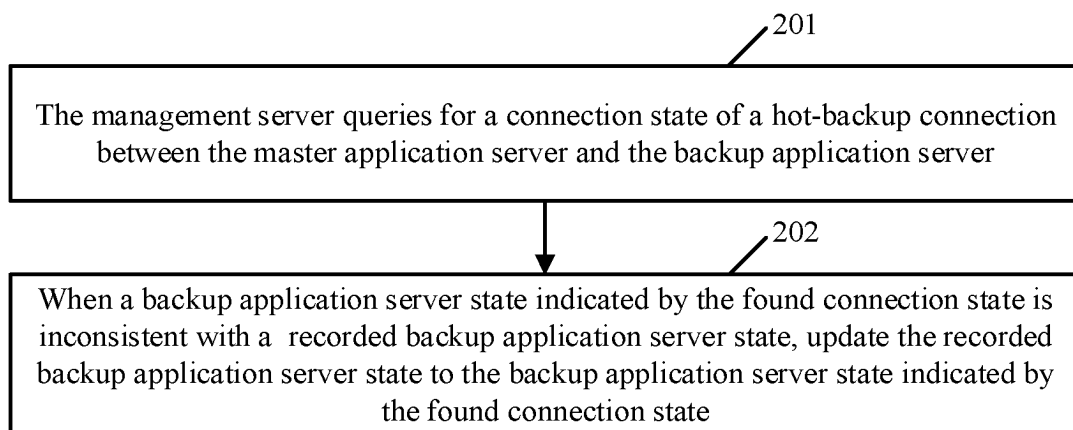 201
The management server queries for a connection state of a hot-backup connection
between the master application server and the backup application server
202
When a backup application server state indicated by the found connection state is
inconsistent with a recorded backup application server state, update the recorded
backup application server state to the backup application server state indicated by
the found connection state